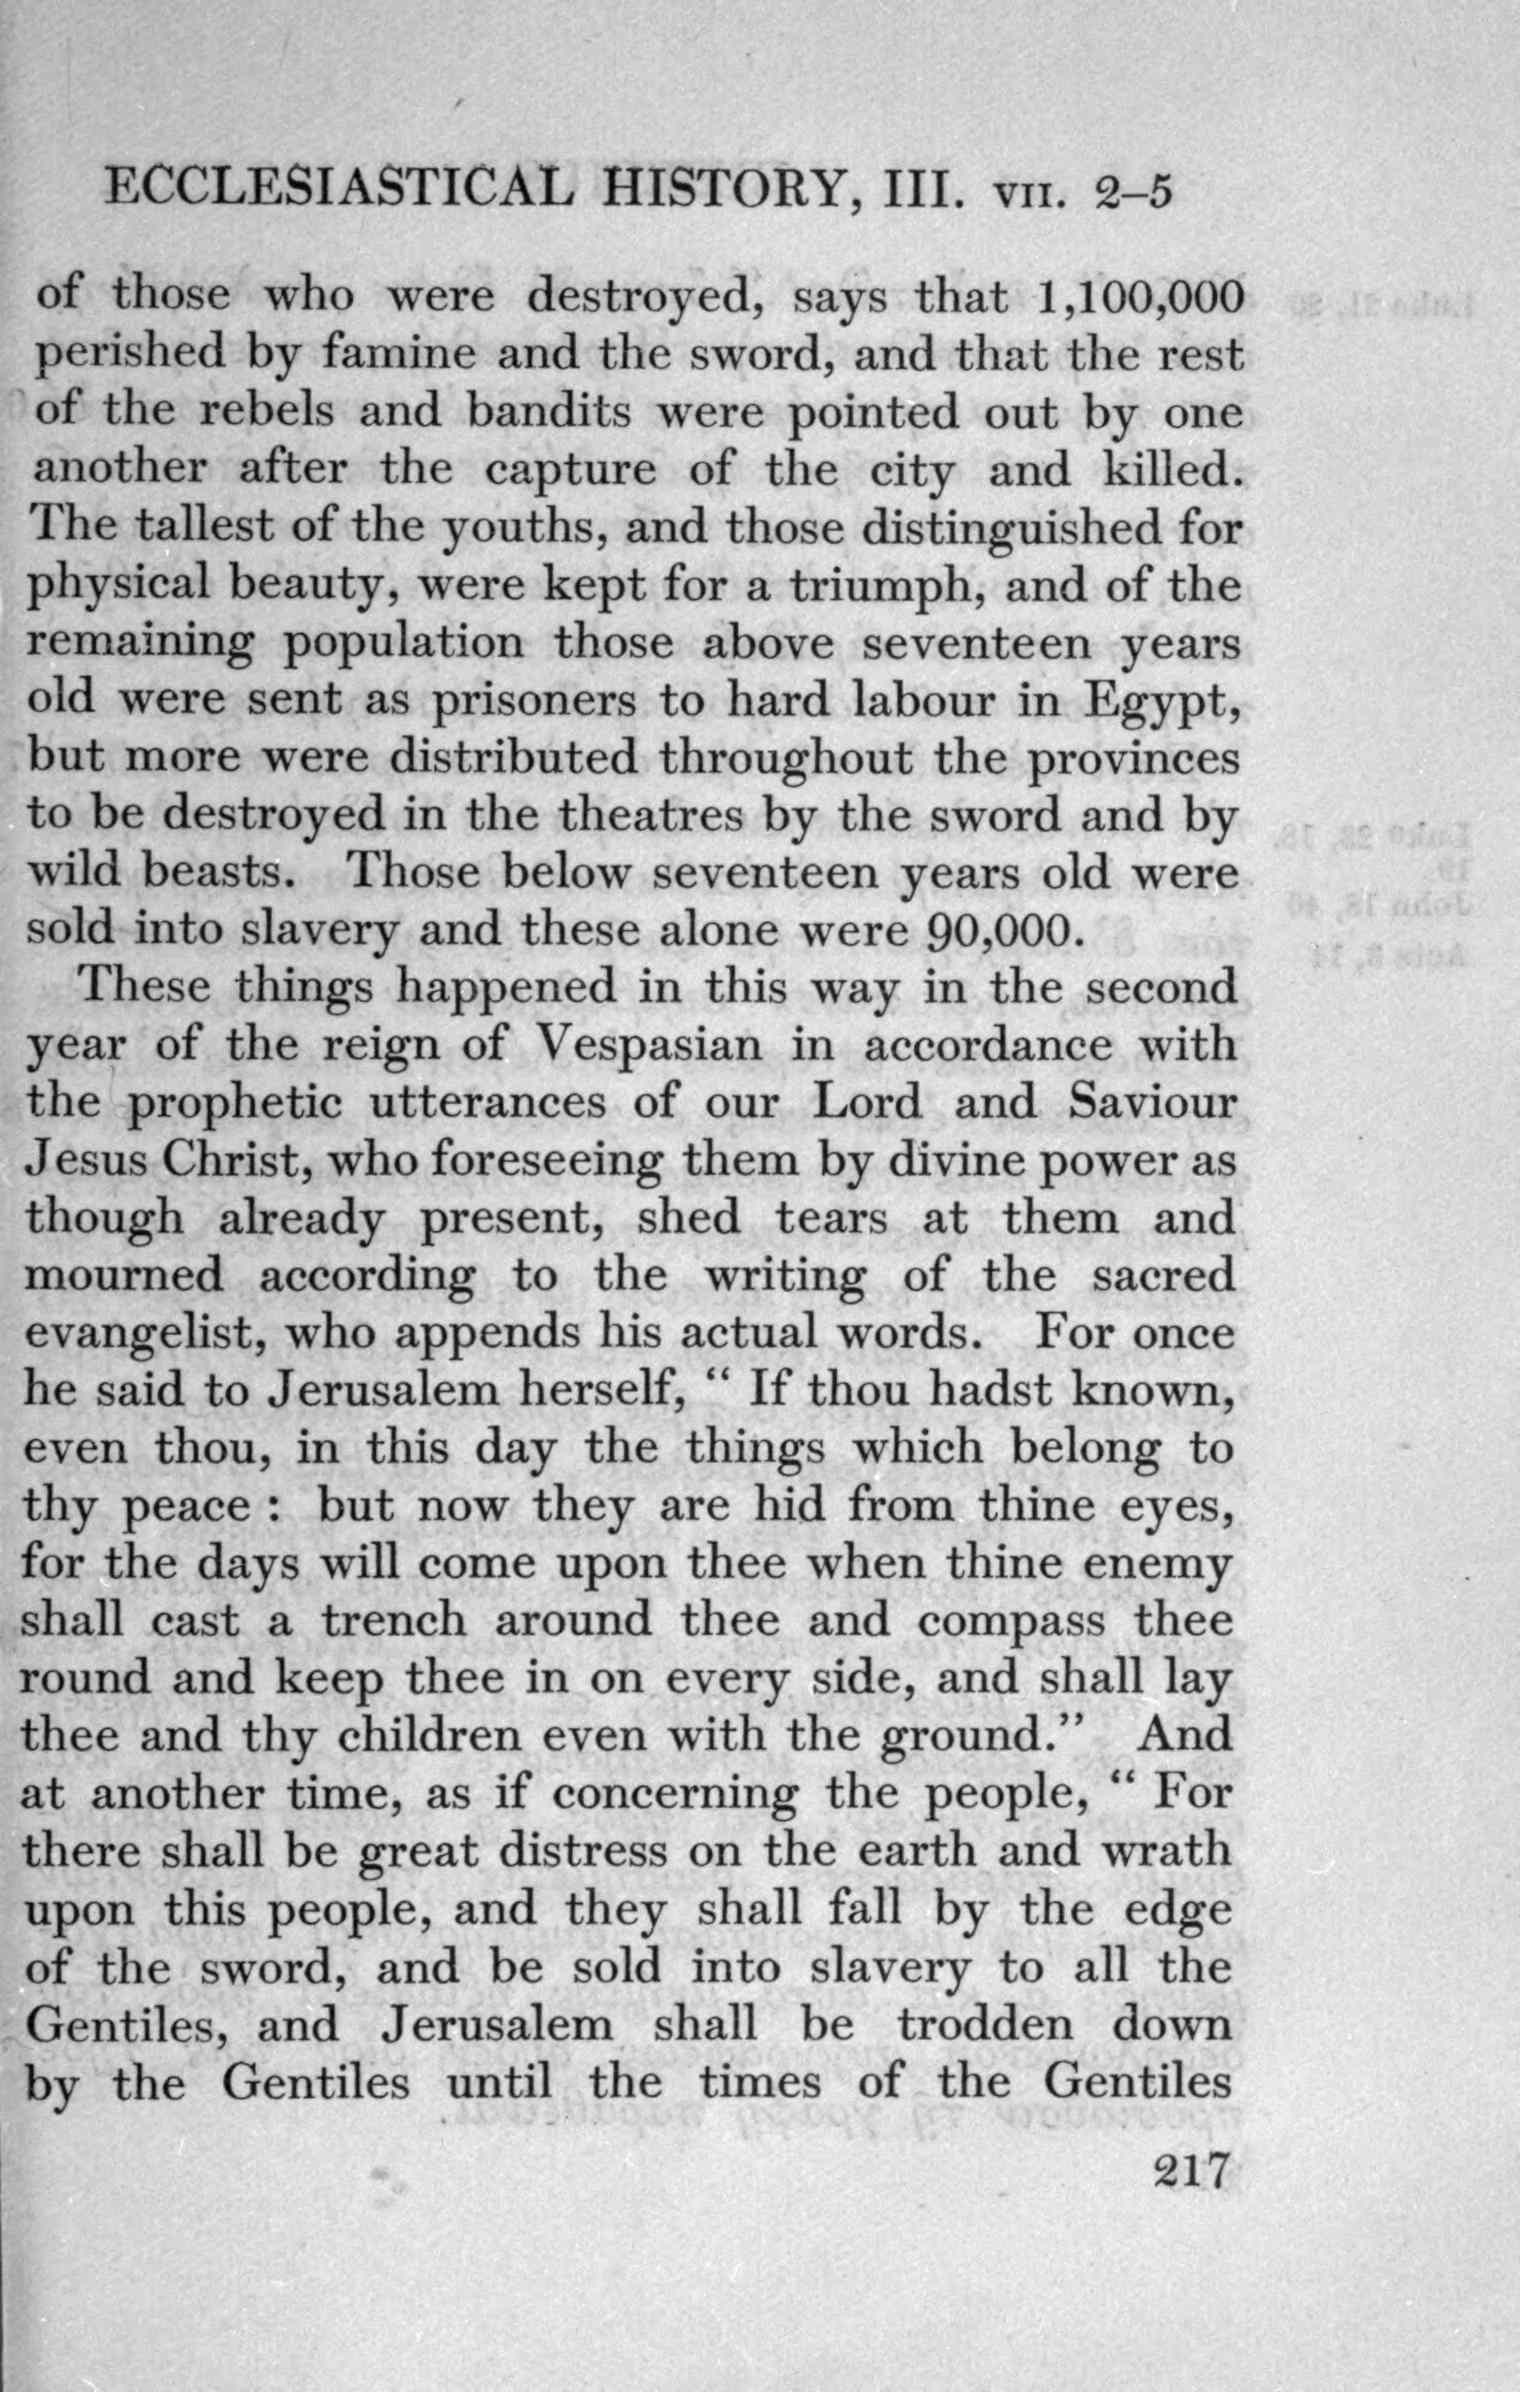 ECCLESIASTICAL HISTORY, III. VII. 2–5
of those who were destroyed, says that 1,100,000
perished by famine and the sword, and that the rest
of the rebels and bandits were pointed out by one
another after the capture of the city and killed.
The tallest of the youths, and those distinguished for
physical beauty, were kept for a triumph, and of the
remaining population those above seventeen years
old were sent as prisoners to hard labour in Egypt,
but more were distributed throughout the provinces
to be destroyed in the theatres by the sword and by
wild beasts. Those below seventeen years old were
sold into slavery and these alone were 90,000.
These things happened in this way in the second
year of the reign of Vespasian in accordance with
the prophetic utterances of our Lord and Saviour
Jesus Christ, who foreseeing them by divine power as
though already present, shed tears at them and
mourned according to the writing of the sacred
evangelist, who appends his actual words. For once
he said to Jerusalem herself, “ If thou hadst known,
even thou, in this day the things which belong to
thy peace : but now they are hid from thine eyes,
for the days will come upon thee when thine enemy
shall cast a trench around thee and compass thee
round and keep thee in on every side, and shall lay
thee and thy children even with the ground.” And
at another time, as if concerning the people, “ For
there shall be great distress on the earth and wrath
upon this people, and they shall fall by the edge
of the sword, and be sold into slavery to all the
Gentiles, and Jerusalem shall be trodden down
by the Gentiles until the times of the Gentiles
217